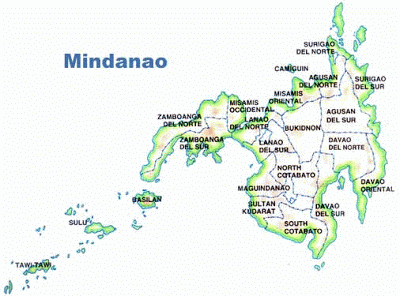 Mindanao
SURIGAO
DEL NORTE
CAMIGUIN
AGUSAN
DEL NORTE
SURIGAO
DEL SUR
MISAMIS
ORIENTAL
MISAMIS
OCCIDENTAL
ZAMBOANGA
DEL NORTE
LANAO
DEL NORTE
AGUSAN
DEL SUR
BUKIDNON
ZAMBOANGA
DEL SUR
LANAO
DEL SUR
DAVAO
DEL NORTE
NORTH
COTABATO
MAGUINDANAO
DAVAO
ORIENTAL
BASILAN
SULTAN
KUDARAT
DAVAO
DEL SUR
SULU
SOUTH
COTABATO
TAWI-TAWI